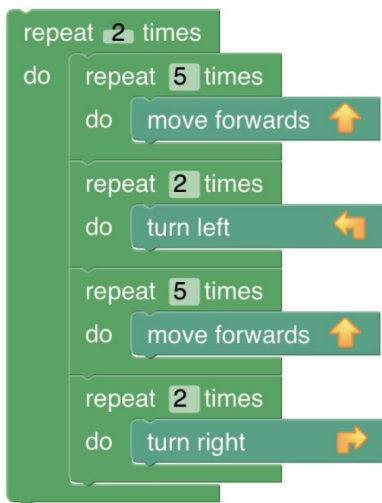 repeat 2 times
do repeat 5 times
do move forwards
repeat 2 times
do turn left
repeat 5 times
do move forwards
repeat 2 times
do turn right